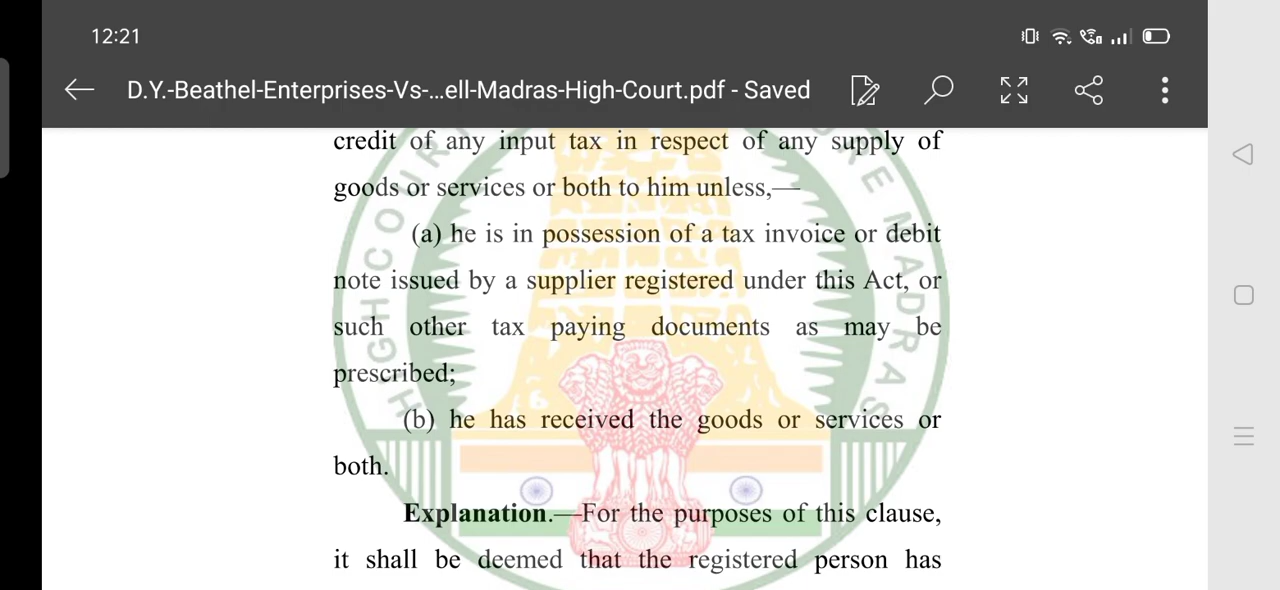 12:21
D.Y.-Beathel-Enterprises-Vs-...ell-Madras-High-Court.pdf - Saved
credit of any input tax in respect of any supply of
goods or services or both to him unless,—
(a) he is in possession of a tax invoice or debit
note issued by a supplier registered under this Act, or
such other tax paying documents as may be
prescribed;
(b) he has received the goods or services or
both.
Explanation.—For the purposes of this clause,
it shall be deemed that the registered person has